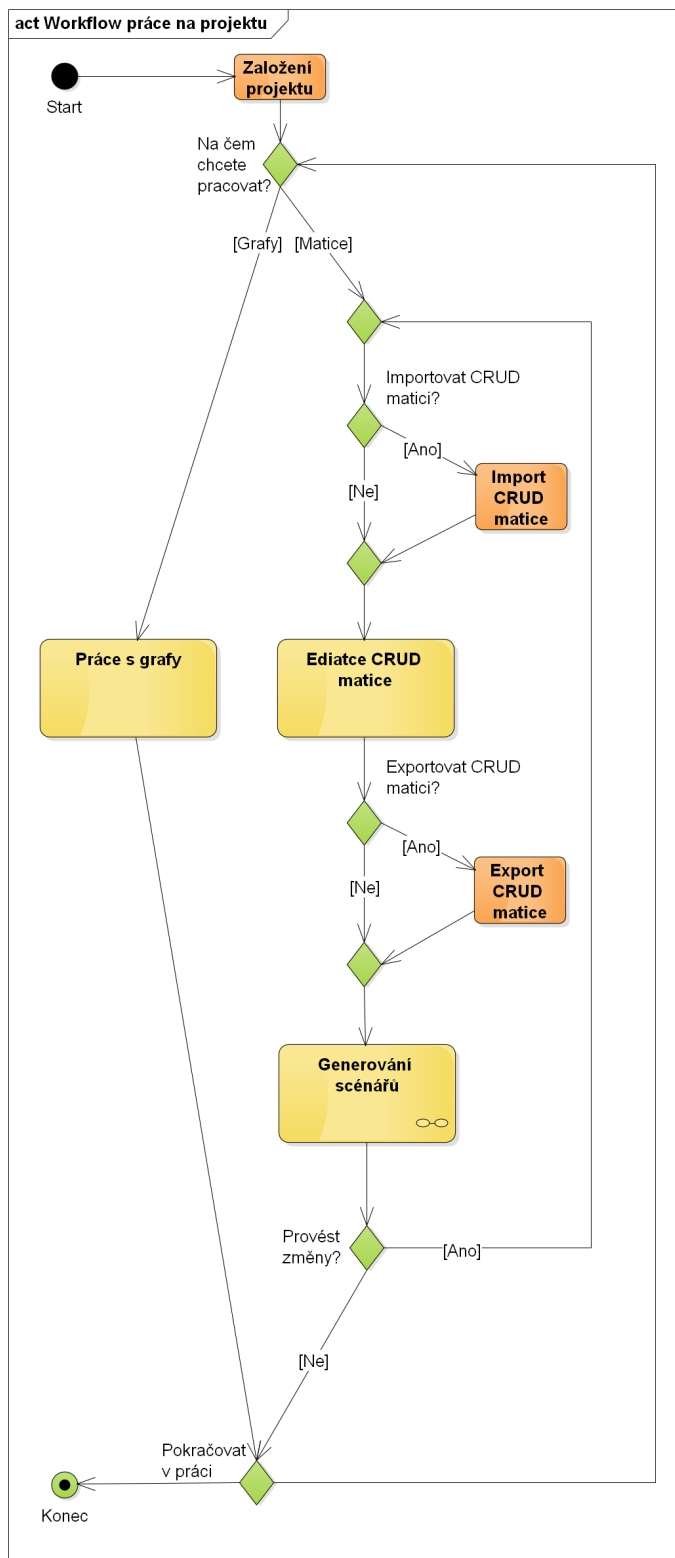 act Workflow práce na projektu
Založení
projektu
Start
Na čem
chcete
pracovat?
[Grafy]
[Matice]
Importovat CRUD
matici?
[Ano]
[Ne]
Import
CRUD
matice
Práce s grafy
Ediatce CRUD
matice
Exportovat CRUD
matici?
[Ano]
[Ne]
Export
CRUD
matice
Generování
scénářů
Provést
změny?
[Ano]
[Ne]
Pokračovat
v práci
Konec